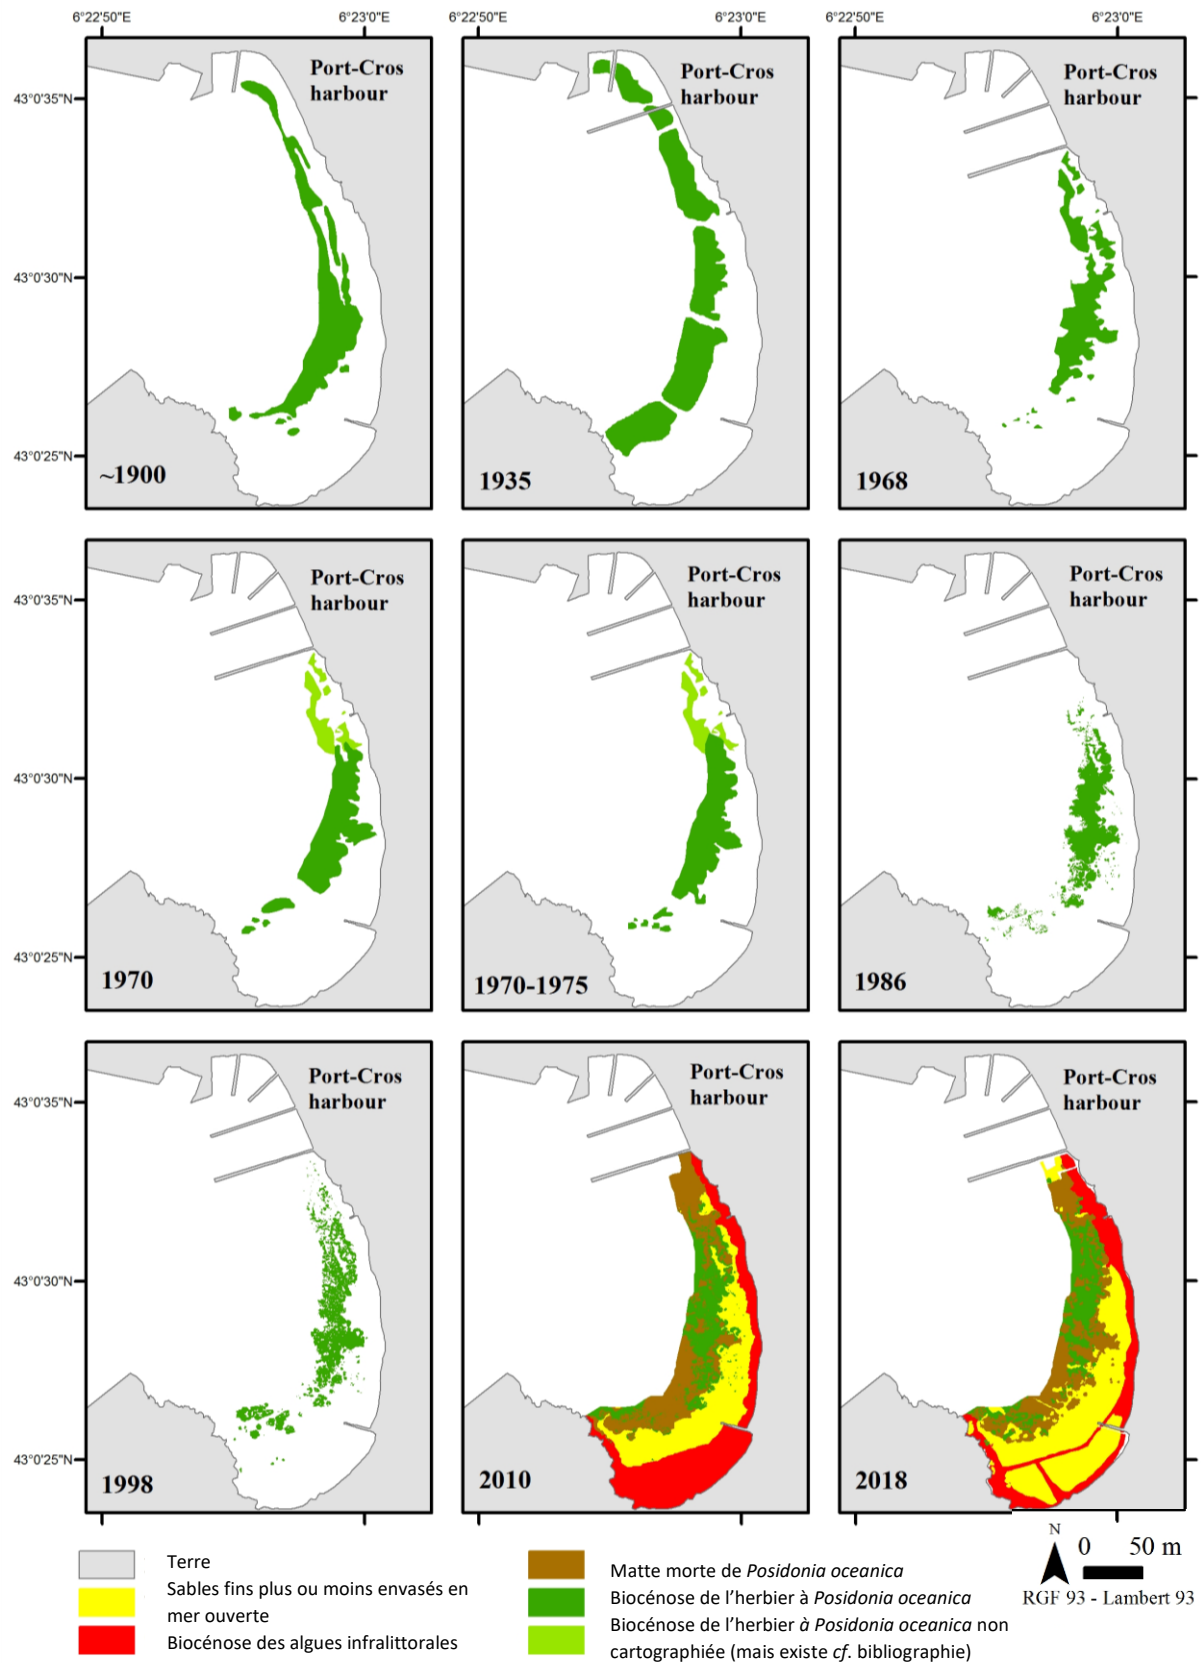 6°22'50"E 6°23'0"E 6°22'50"E 6°23'0"E 6°22'50"E 6°23'0"E
Port-Cros
harbour
43°0'35"N
43°0'30"N
43°0'25"N
~1900
Port-Cros
harbour
1935
Port-Cros
harbour
1968
Port-Cros
harbour
43°0'35"N
43°0'30"N
43°0'25"N
1970
Port-Cros
harbour
1970-1975
Port-Cros
harbour
1986
Port-Cros
harbour
43°0'35"N
43°0'30"N
43°0'25"N
1998
Port-Cros
harbour
2010
Port-Cros
harbour
2018
Terre
Sables fins plus ou moins envasés en
mer ouverte
Biocénose des algues infralittorales
Matte morte de Posidonia oceanica
Biocénose de l'herbier à Posidonia oceanica
Biocénose de l'herbier à Posidonia oceanica non
cartographiée (mais existe cf. bibliographie)
N
0 50 m
RGF 93 - Lambert 93